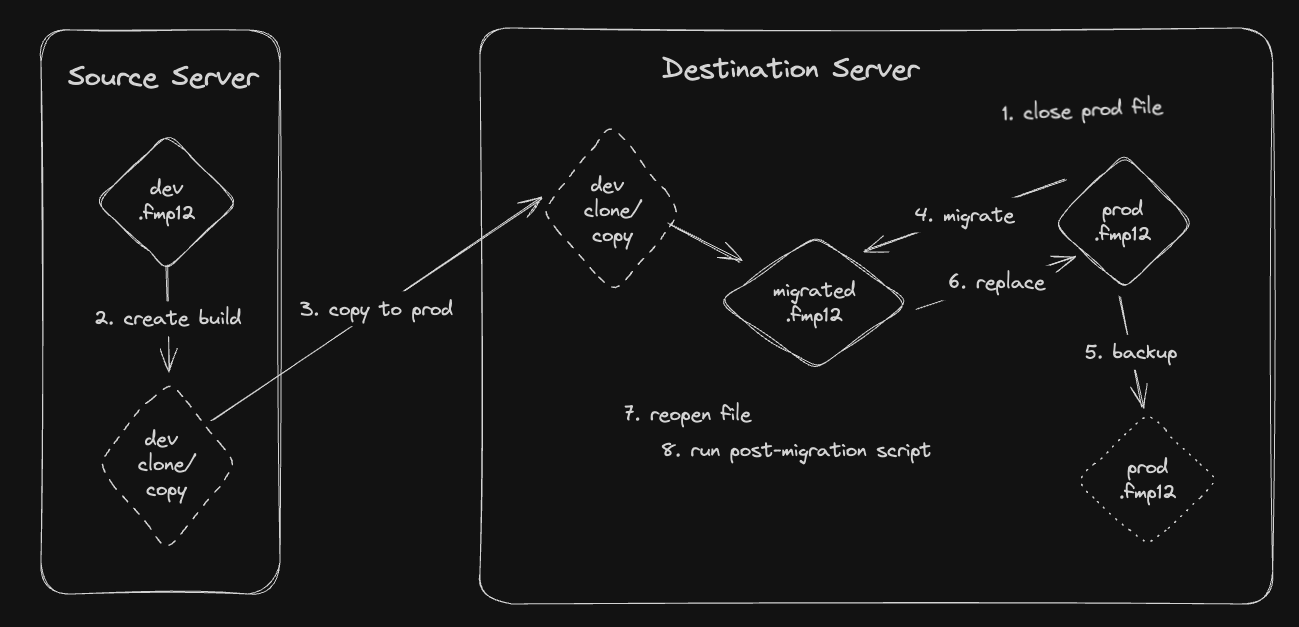 Source Server
dev
.fmp12
2. create build
dev
clone/
copy
3. copy to prod
Destination Server
1. close prod file
dev
clone/
copy
4. migrate
prod
.fmp12
migrated
.fmp12
6. replace
5. backup
prod
.fmp12
7. reopen file
8. run post-migration script